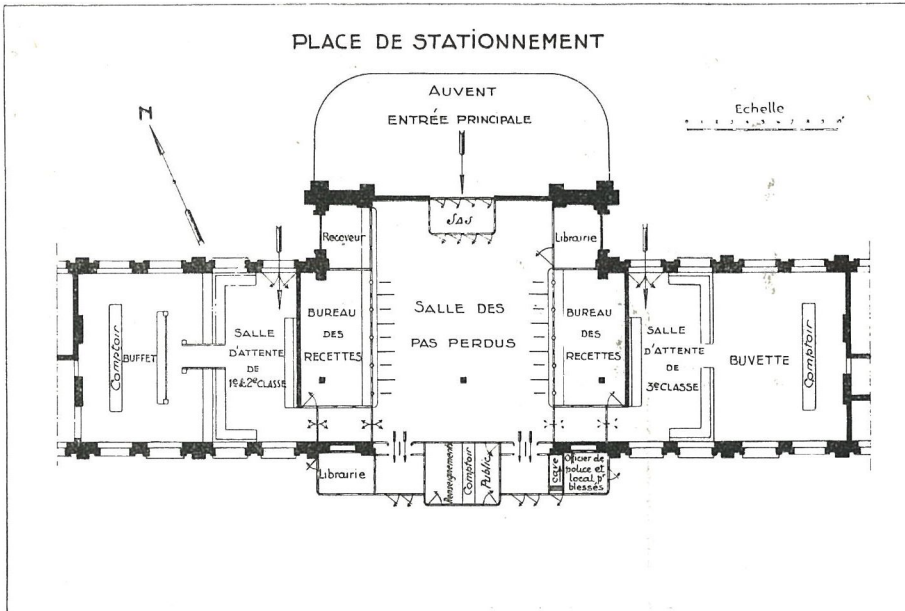 PLACE DE STATIONNEMENT
AUVENT
ENTRÉE PRINCIPALE
Echelle
N
SAS
Receveur
Librairie
Comptoir
BUFFET
SALLE
D'ATTENTE
DE
1e&2e CLASSE
BUREAU
DES
RECETTES
SALLE DES
PAS PERDUS
BUREAU
DES
RECETTES
SALLE
D'ATTENTE
DE
3e CLASSE
BUVETTE
Comptoir
Librairie
Renseignements
Comptoir
Public
cave
Officier de
police et
local pr
blessés